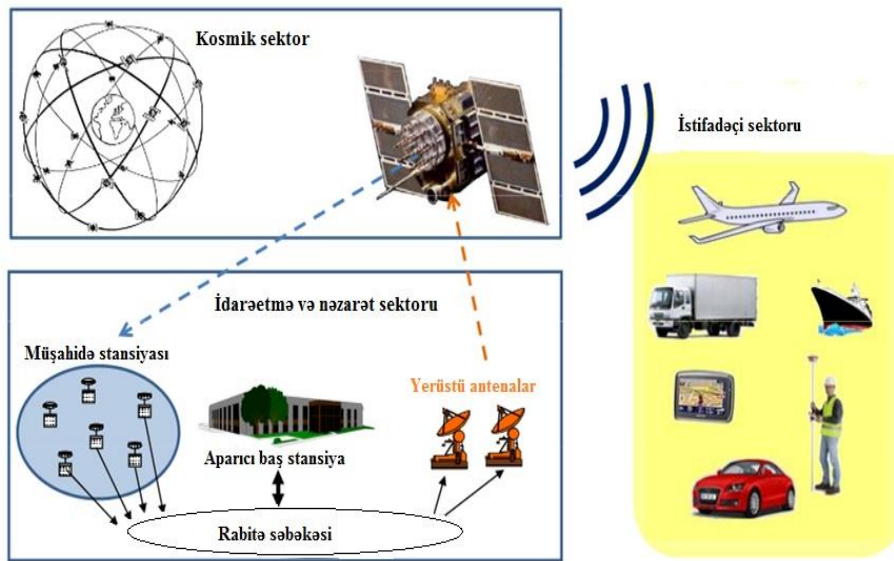 Kosmik sektor
İstifadəçi sektoru
İdarəetmə və nəzarət sektoru
Müşahidə stansiyası
Yerüstü antenalar
Aparıcı baş stansiya
Rabitə şəbəkəsi